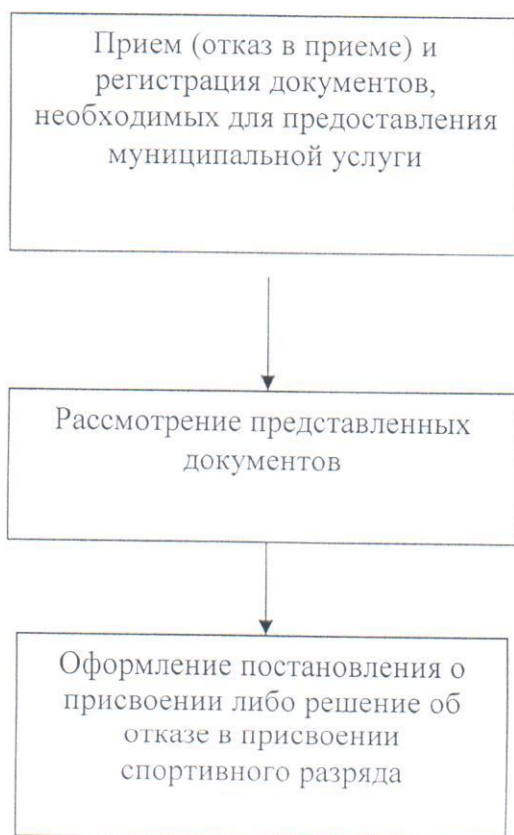 Прием (отказ в приеме) и
регистрация документов,
необходимых для предоставления
муниципальной услуги
Рассмотрение представленных
документов
Оформление постановления о
присвоении либо решение об
отказе в присвоении
спортивного разряда